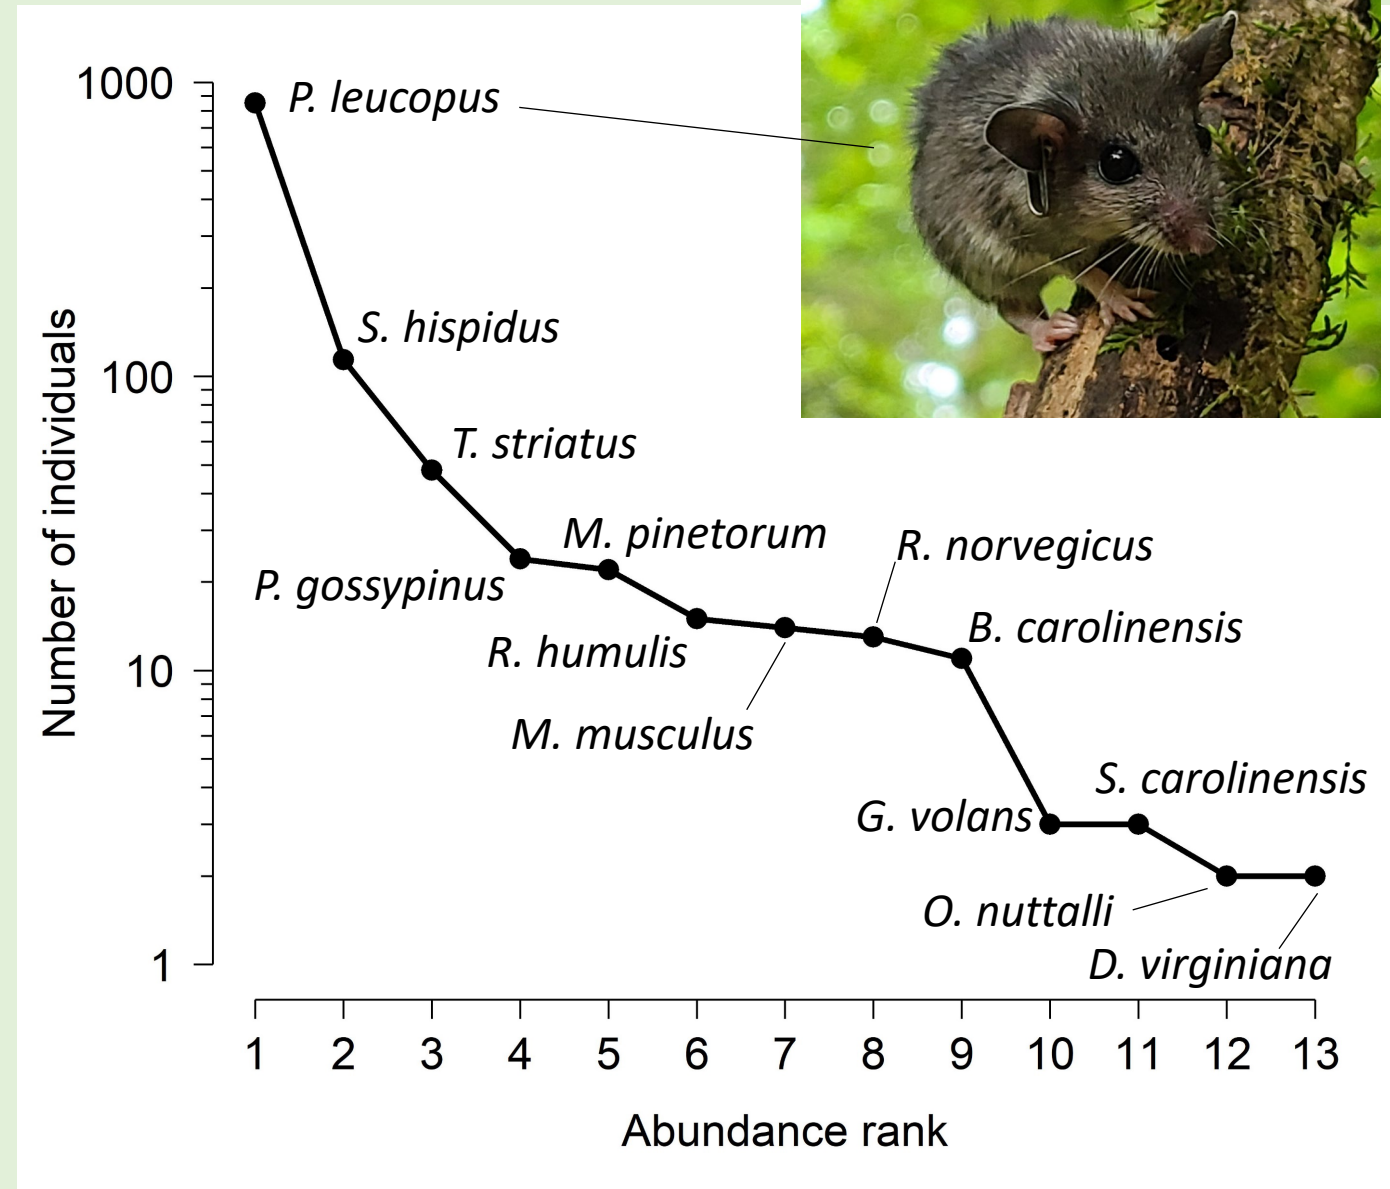 1000
P. leucopus
S. hispidus
100
T. striatus
M. pinetorum
R. norvegicus
P. gossypinus
B. carolinensis
R. humulis
10
M. musculus
S. carolinensis
G. volans
O. nuttalli
D. virginiana
1
Number of individuals
1 2 3 4 5 6 7 8 9 10 11 12 13
Abundance rank